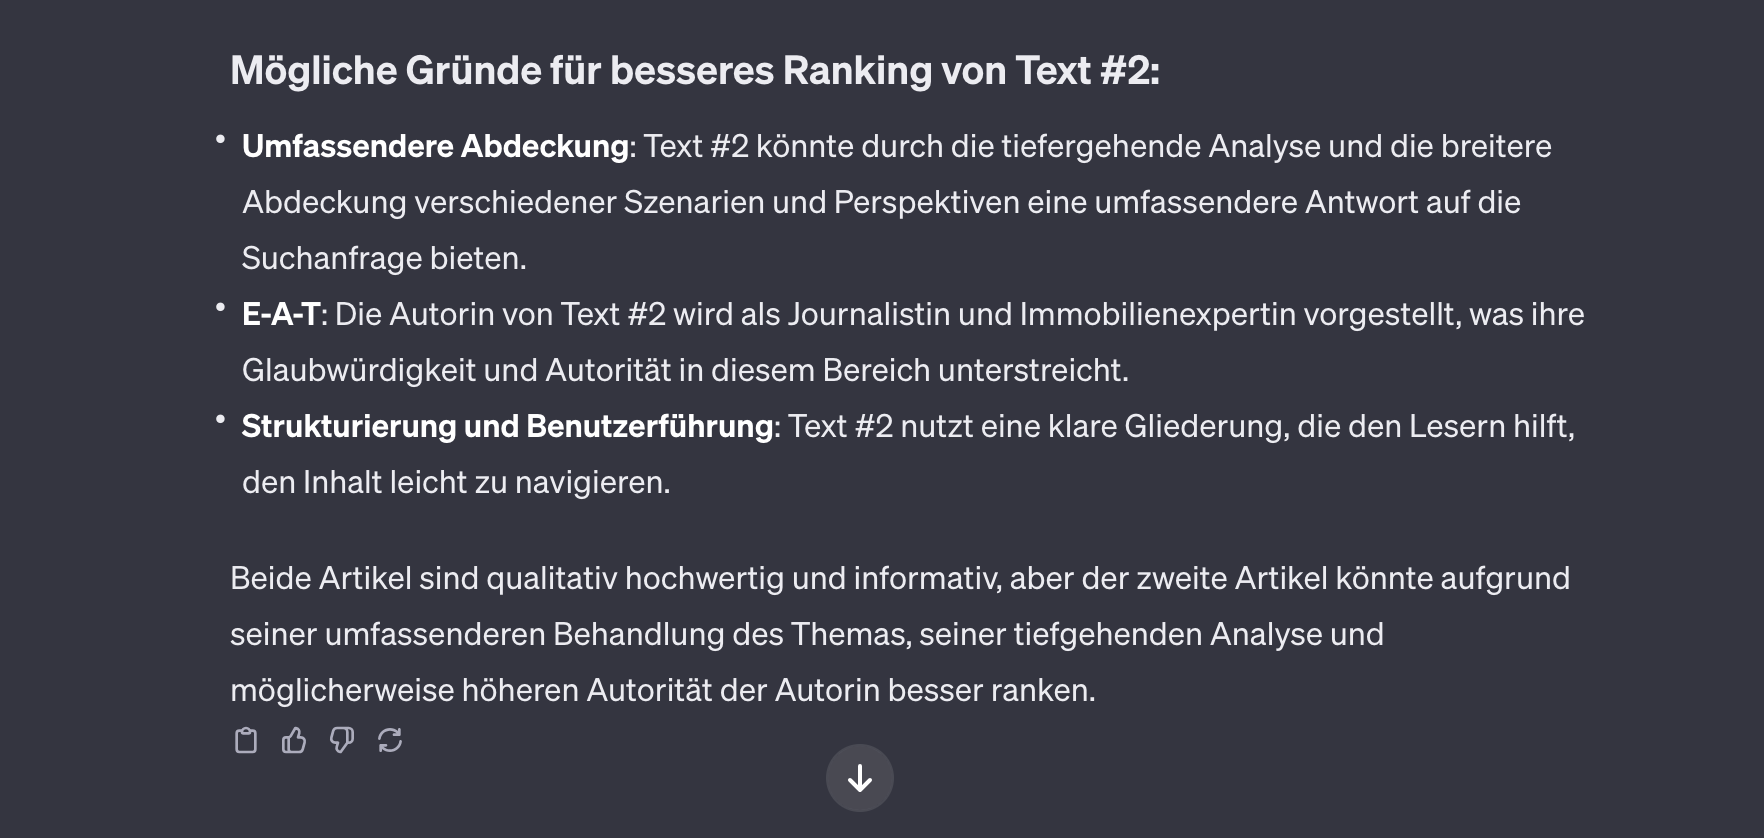 Mögliche Gründe für besseres Ranking von Text #2:
• Umfassendere Abdeckung: Text #2 könnte durch die tiefergehende Analyse und die breitere
Abdeckung verschiedener Szenarien und Perspektiven eine umfassendere Antwort auf die
Suchanfrage bieten.
• E-A-T: Die Autorin von Text #2 wird als Journalistin und Immobilienexpertin vorgestellt, was ihre
Glaubwürdigkeit und Autorität in diesem Bereich unterstreicht.
• Strukturierung und Benutzerführung: Text #2 nutzt eine klare Gliederung, die den Lesern hilft,
den Inhalt leicht zu navigieren.
Beide Artikel sind qualitativ hochwertig und informativ, aber der zweite Artikel könnte aufgrund
seiner umfassenderen Behandlung des Themas, seiner tiefgehenden Analyse und
möglicherweise höheren Autorität der Autorin besser ranken.